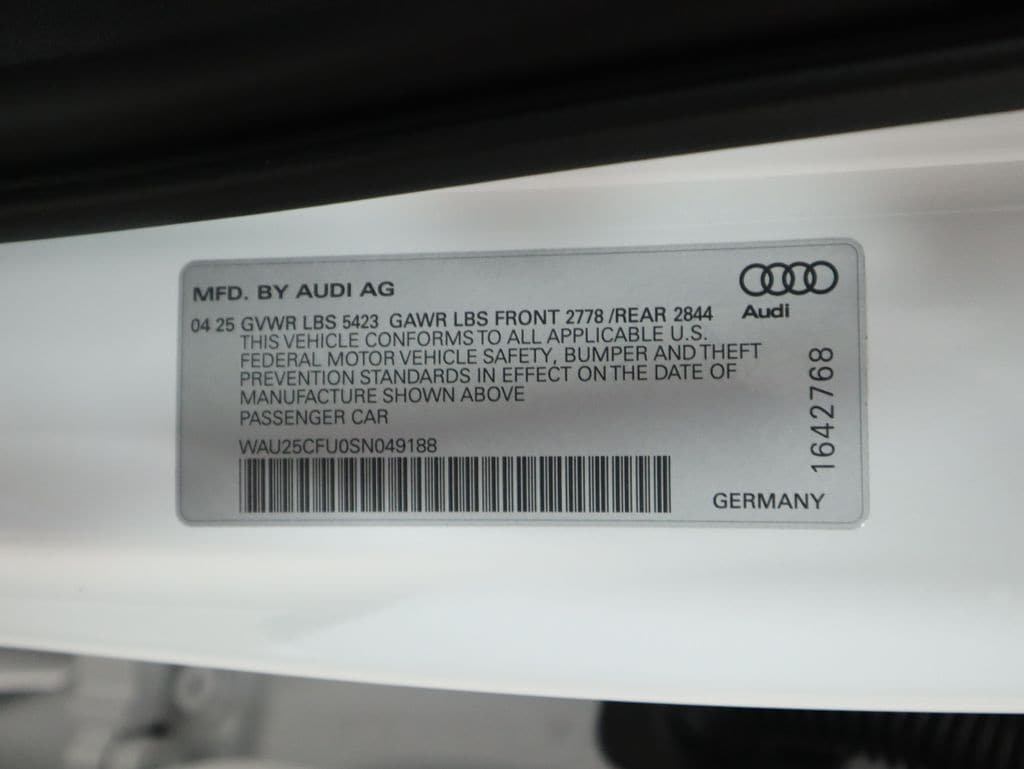 MFD. BY AUDI AG
Audi
04 25 GVWR LBS 5423 GAWR LBS FRONT 2778 /REAR 2844
THIS VEHICLE CONFORMS TO ALL APPLICABLE U.S.
FEDERAL MOTOR VEHICLE SAFETY, BUMPER AND THEFT
PREVENTION STANDARDS IN EFFECT ON THE DATE OF
MANUFACTURE SHOWN ABOVE
PASSENGER CAR
WAU25CFU0SN049188
1642768
GERMANY